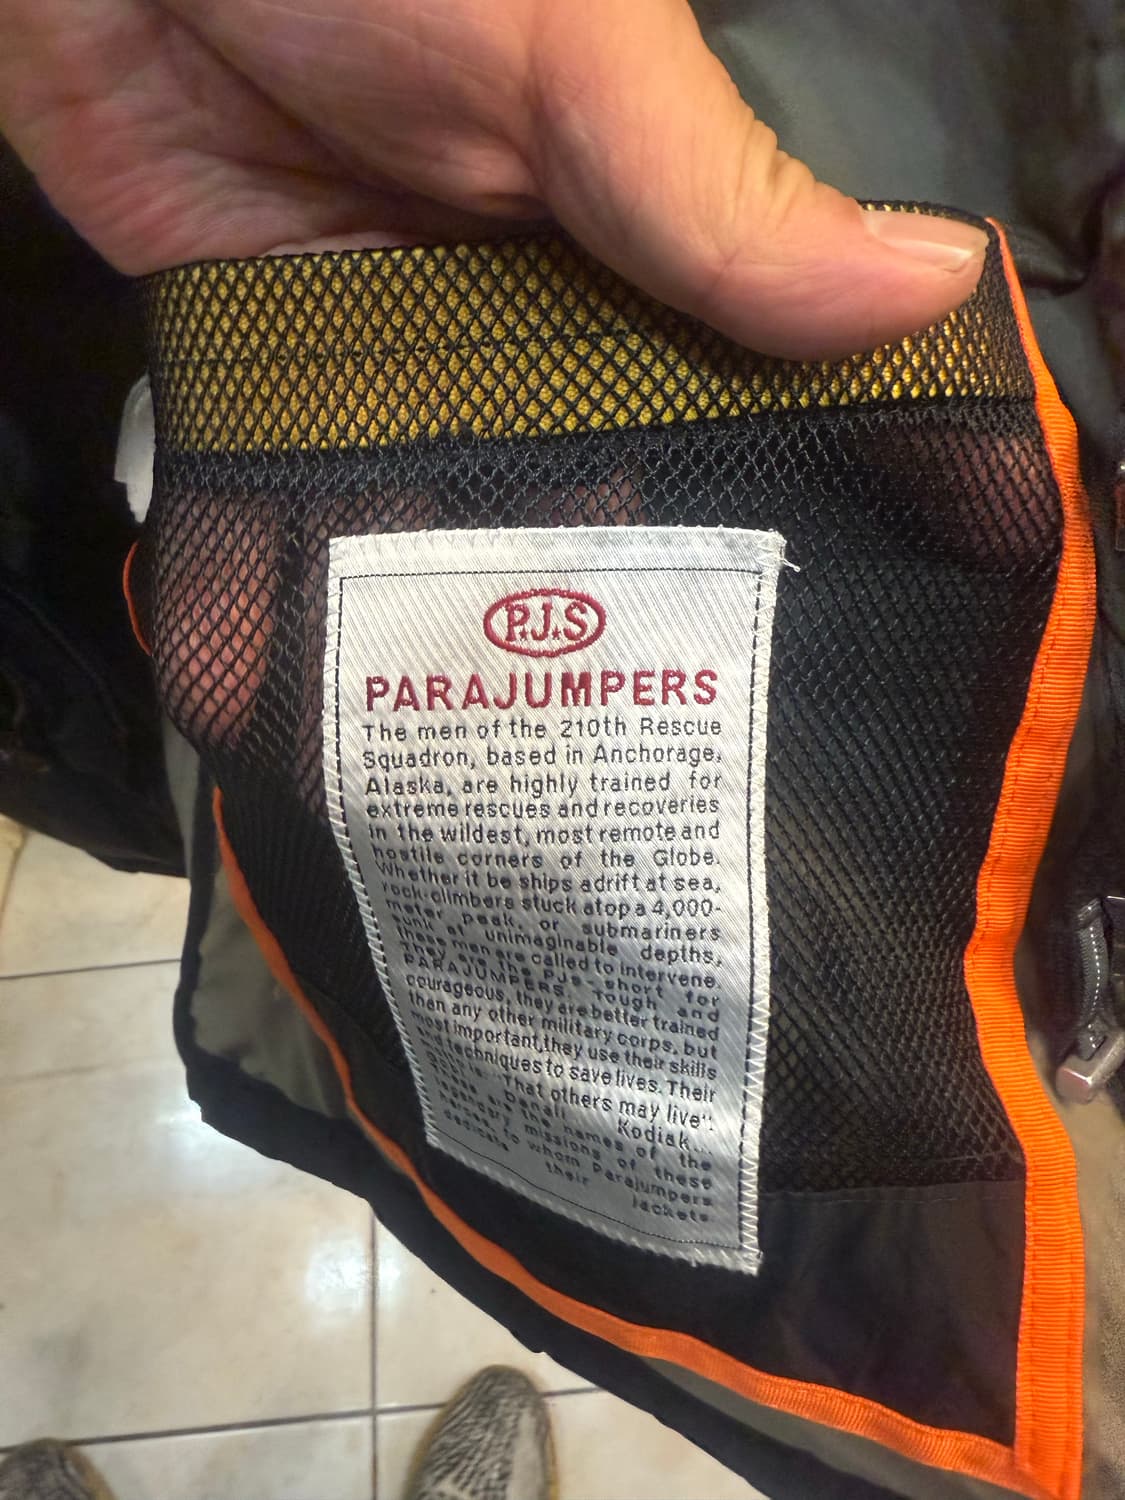 P.J.S
PARAJUMPERS
The men of the 210th Rescue
Squadron, based in Anchorage,
Alaska, are highly trained for
extreme rescues and recoveries
in the wildest, most remote and
hostile corners of the Globe.
Whether it be ships adrift at sea,
rock-climbers stuck atop a 4,000-
meter peak, or submariners
sunk at unimaginable depths,
these men are called to intervene.
They are the PJs-short for
PARAJUMPERS. Tough and
courageous, they are better trained
than any other military corps, but
most important,they use their skills
and techniques to save lives. Their
"That others may live".
Denali Kodiak...
are the names of the
legendary missions of these
to whom Parajumpers
dedicate their jackets